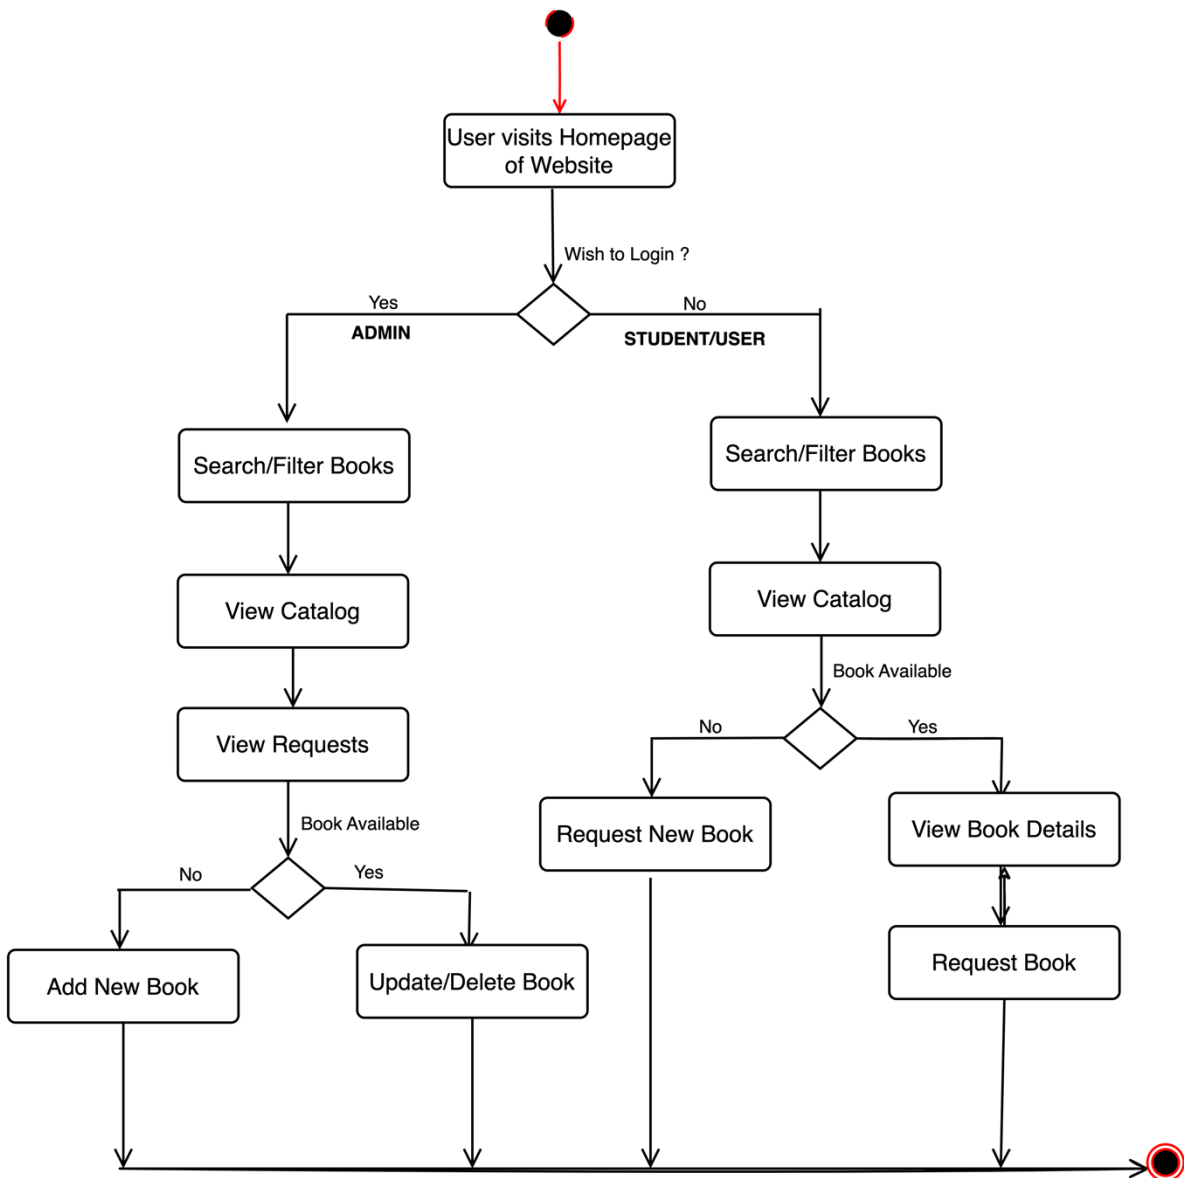 User visits Homepage
of Website
Wish to Login ?
Yes
No
ADMIN
STUDENT/USER
Search/Filter Books
Search/Filter Books
View Catalog
View Catalog
Book Available
View Requests
No
Yes
Book Available
Request New Book
View Book Details
No
Yes
Add New Book
Update/Delete Book
Request Book